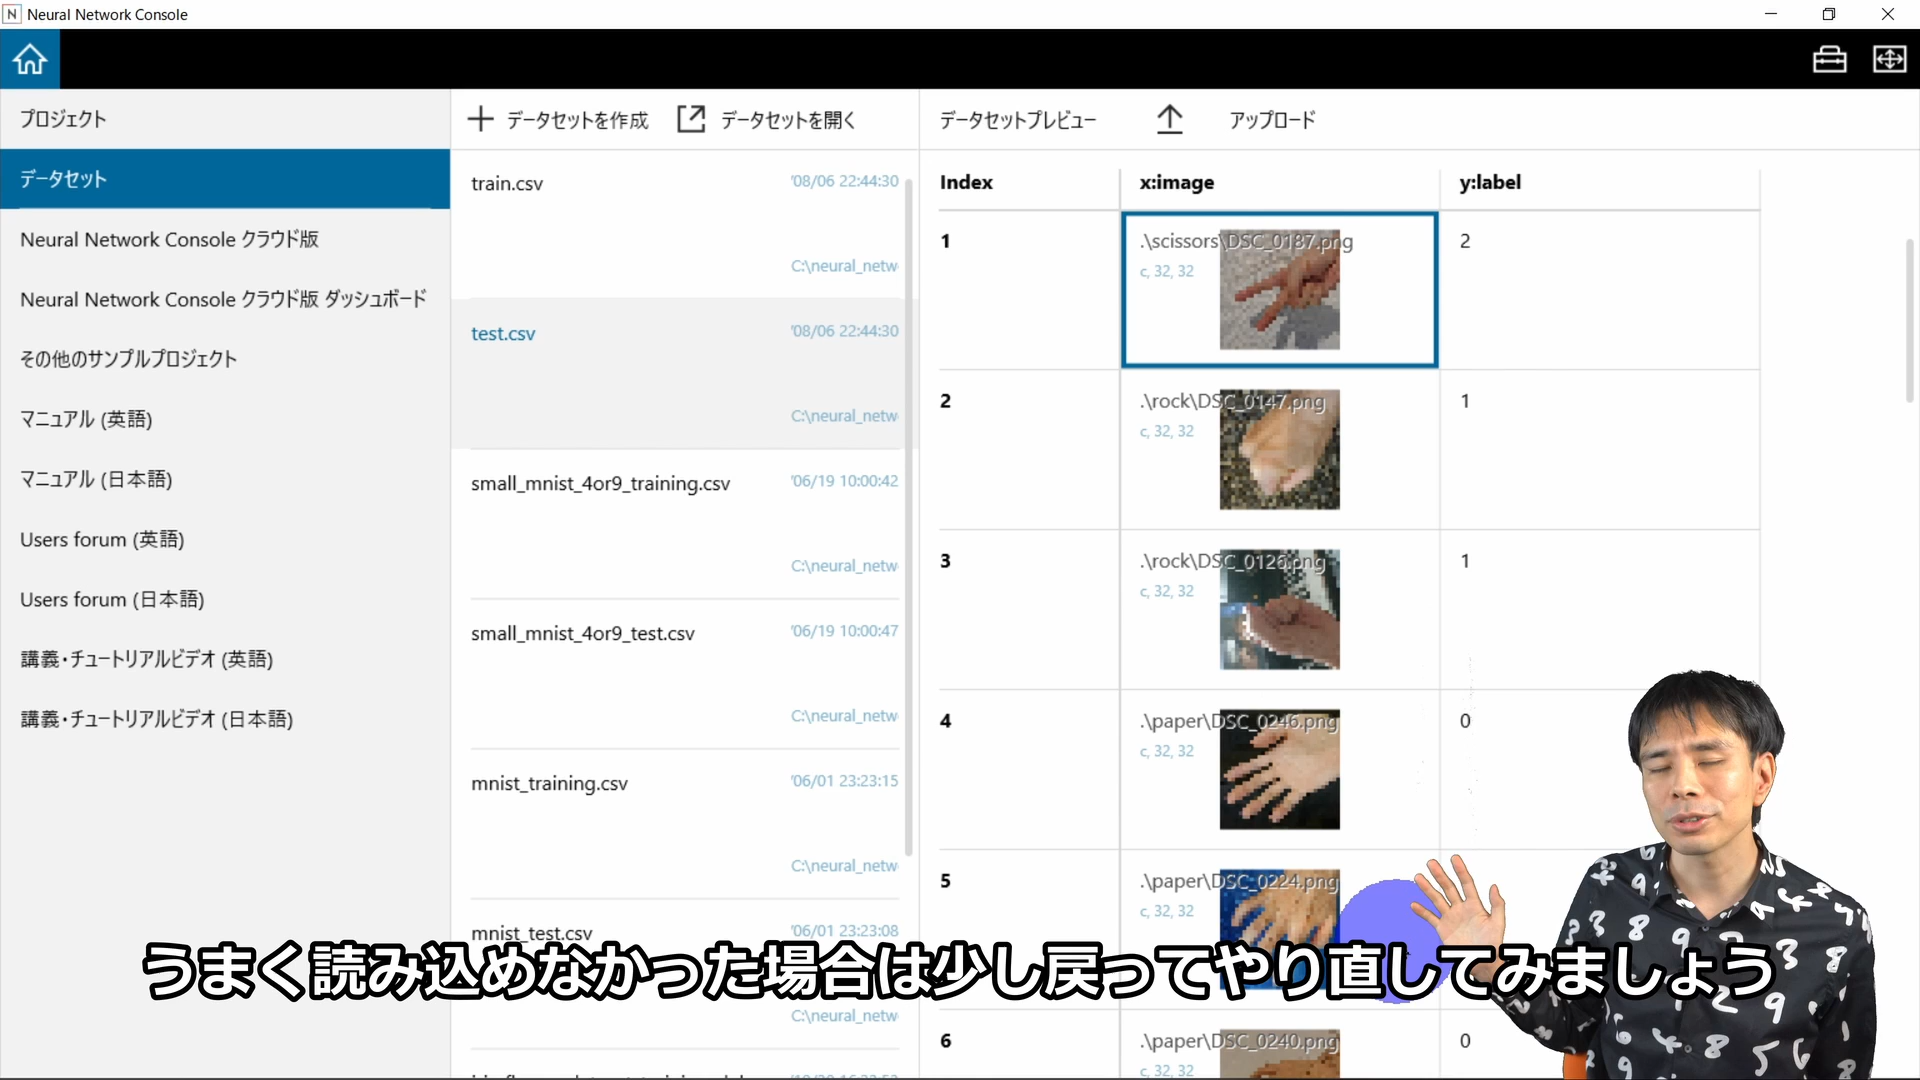 Neural Network Console
プロジェクト
データセット
Neural Network Console クラウド版
Neural Network Console クラウド版 ダッシュボード
その他のサンプルプロジェクト
マニュアル (英語)
マニュアル (日本語)
Users forum (英語)
Users forum (日本語)
講義・チュートリアルビデオ (英語)
講義・チュートリアルビデオ (日本語)
データセットを作成 データセットを開く
train.csv '08/06 22:44:30
C:\neural_netw
test.csv '08/06 22:44:30
C:\neural_netw
small_mnist_4or9_training.csv '06/19 10:00:42
C:\neural_netw
small_mnist_4or9_test.csv '06/19 10:00:47
C:\neural_netw
mnist_training.csv '06/01 23:23:15
C:\neural_netw
mnist_test.csv '06/01 23:23:08
C:\neural_netw
データセットプレビュー アップロード
Index x:image y:label
1 .\scissors\DSC_0187.png 2
c, 32, 32
2 .\rock\DSC_0147.png 1
c, 32, 32
3 .\rock\DSC_0126.png 1
c, 32, 32
4 .\paper\DSC_0246.png 0
c, 32, 32
5 .\paper\DSC_0224.png
c, 32, 32
6 .\paper\DSC_0240.png 0
c, 32, 32
うまく読み込めなかった場合は少し戻ってやり直してみましょう